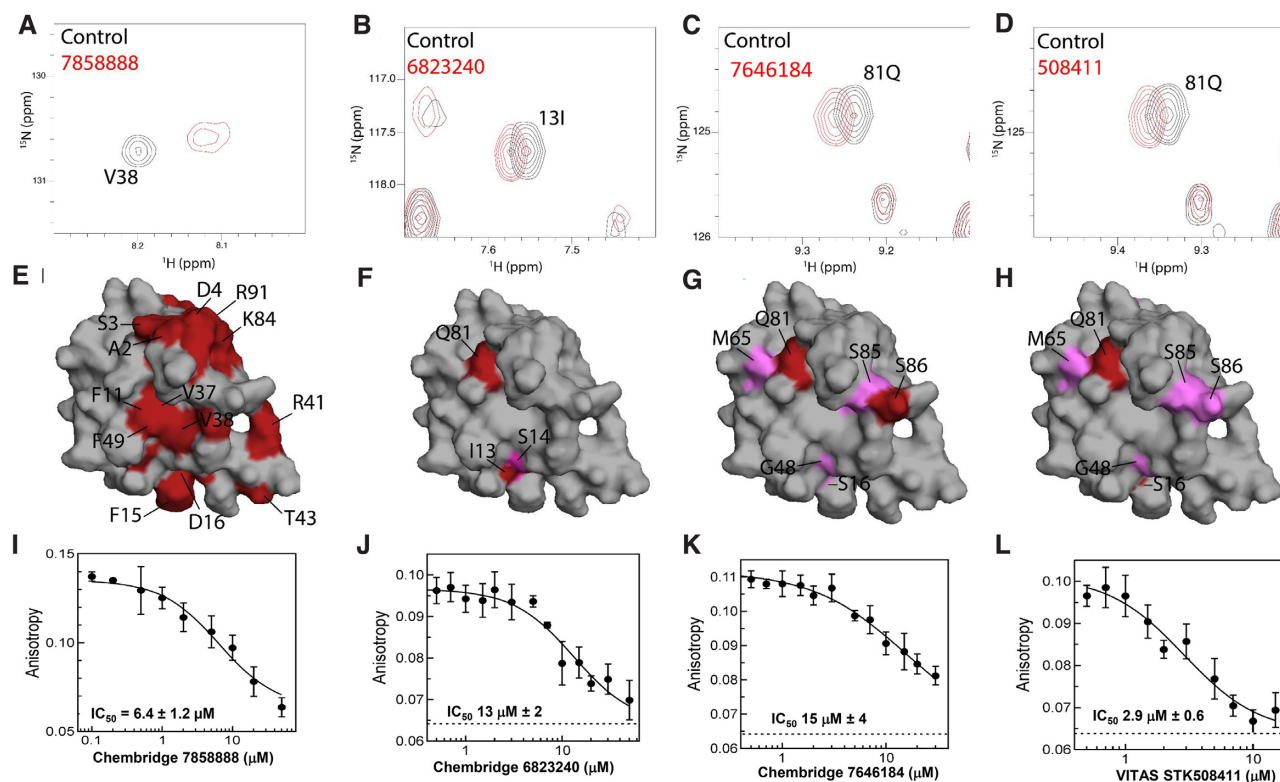 A
Control
7858888
130
131
V38
8.2
8.1
¹⁵N (ppm)
¹H (ppm)
B
Control
6823240
117.0
117.5
118.0
13I
7.6
7.5
¹⁵N (ppm)
¹H (ppm)
C
Control
7646184
81Q
125
126
9.3
9.2
¹⁵N (ppm)
¹H (ppm)
D
Control
508411
81Q
125
9.4
9.3
¹⁵N (ppm)
¹H (ppm)
E
D4
R91
S3
K84
A2
V37
F11
R41
V38
F49
F15
D16
T43
F
Q81
S14
I13
G
M65
Q81
S85
S86
G48
S16
H
M65
Q81
S85
S86
G48
S16
I
0.15
0.10
0.05
Anisotropy
IC₅₀ = 6.4 ± 1.2 µM
0.1
1
10
Chembridge 7858888 (µM)
J
0.10
0.09
0.08
0.07
0.06
Anisotropy
IC₅₀ 13 µM ± 2
1
10
Chembridge 6823240 (µM)
K
0.11
0.10
0.09
0.08
0.07
0.06
Anisotropy
IC₅₀ 15 µM ± 4
1
10
Chembridge 7646184 (µM)
L
0.10
0.09
0.08
0.07
0.06
Anisotropy
IC₅₀ 2.9 µM ± 0.6
1
10
VITAS STK508411 (µM)